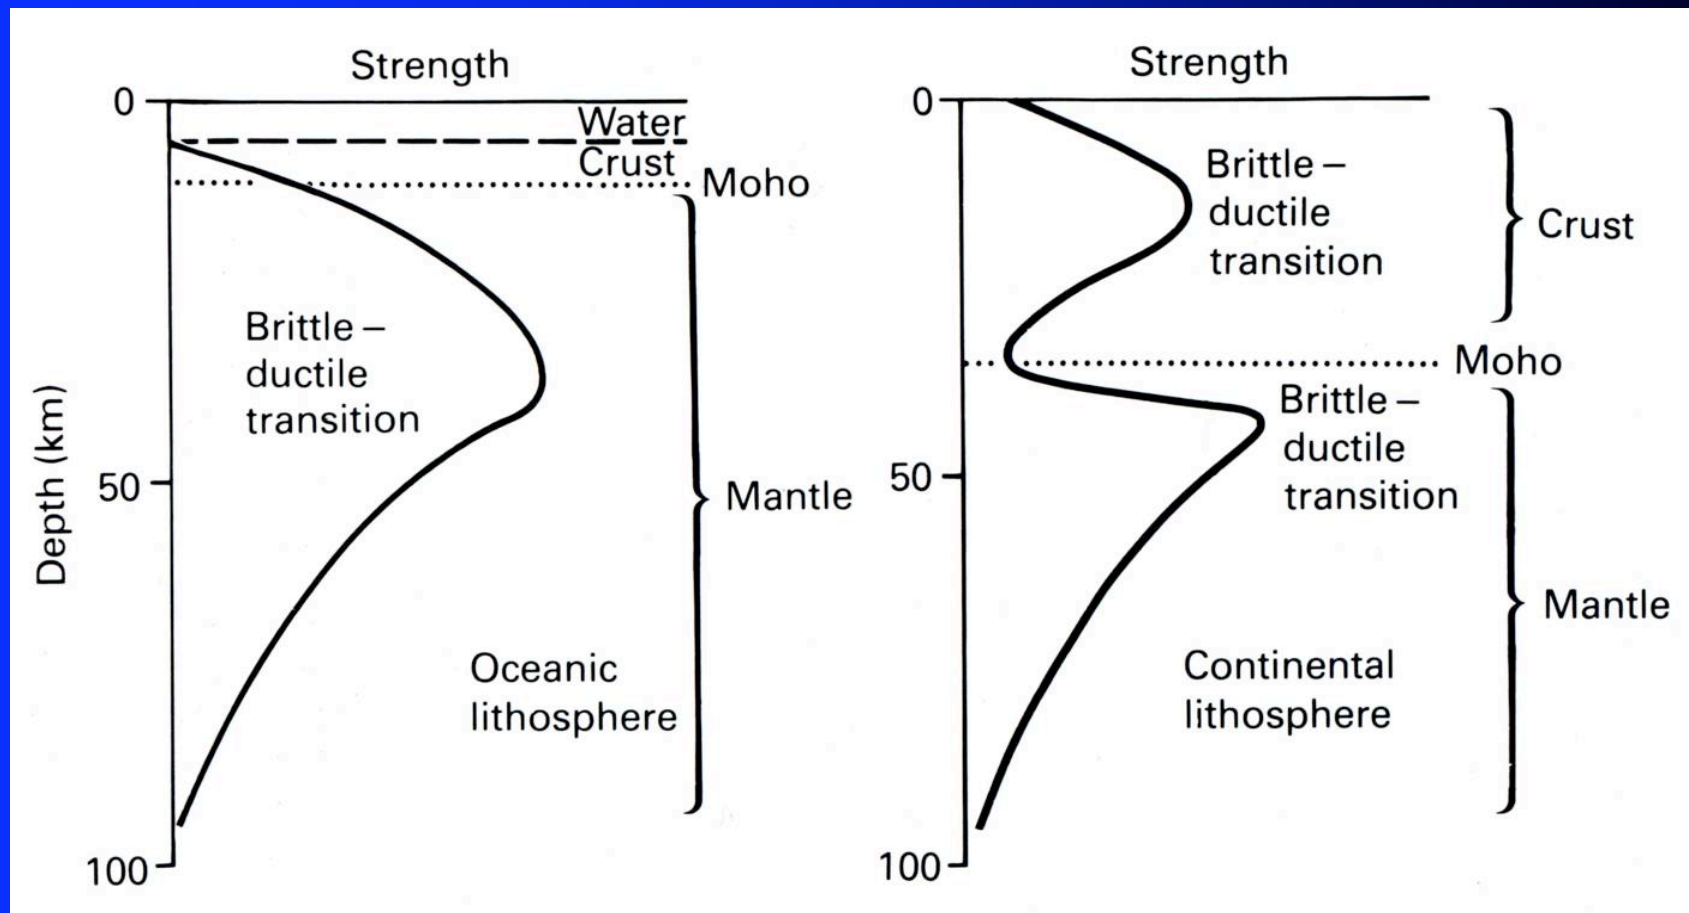 Strength
0
Water
Crust
Moho
Brittle –
ductile
transition
Depth (km)
50
Mantle
Oceanic
lithosphere
100
Strength
0
Brittle –
ductile
transition
Crust
Moho
Brittle –
ductile
transition
50
Mantle
Continental
lithosphere
100